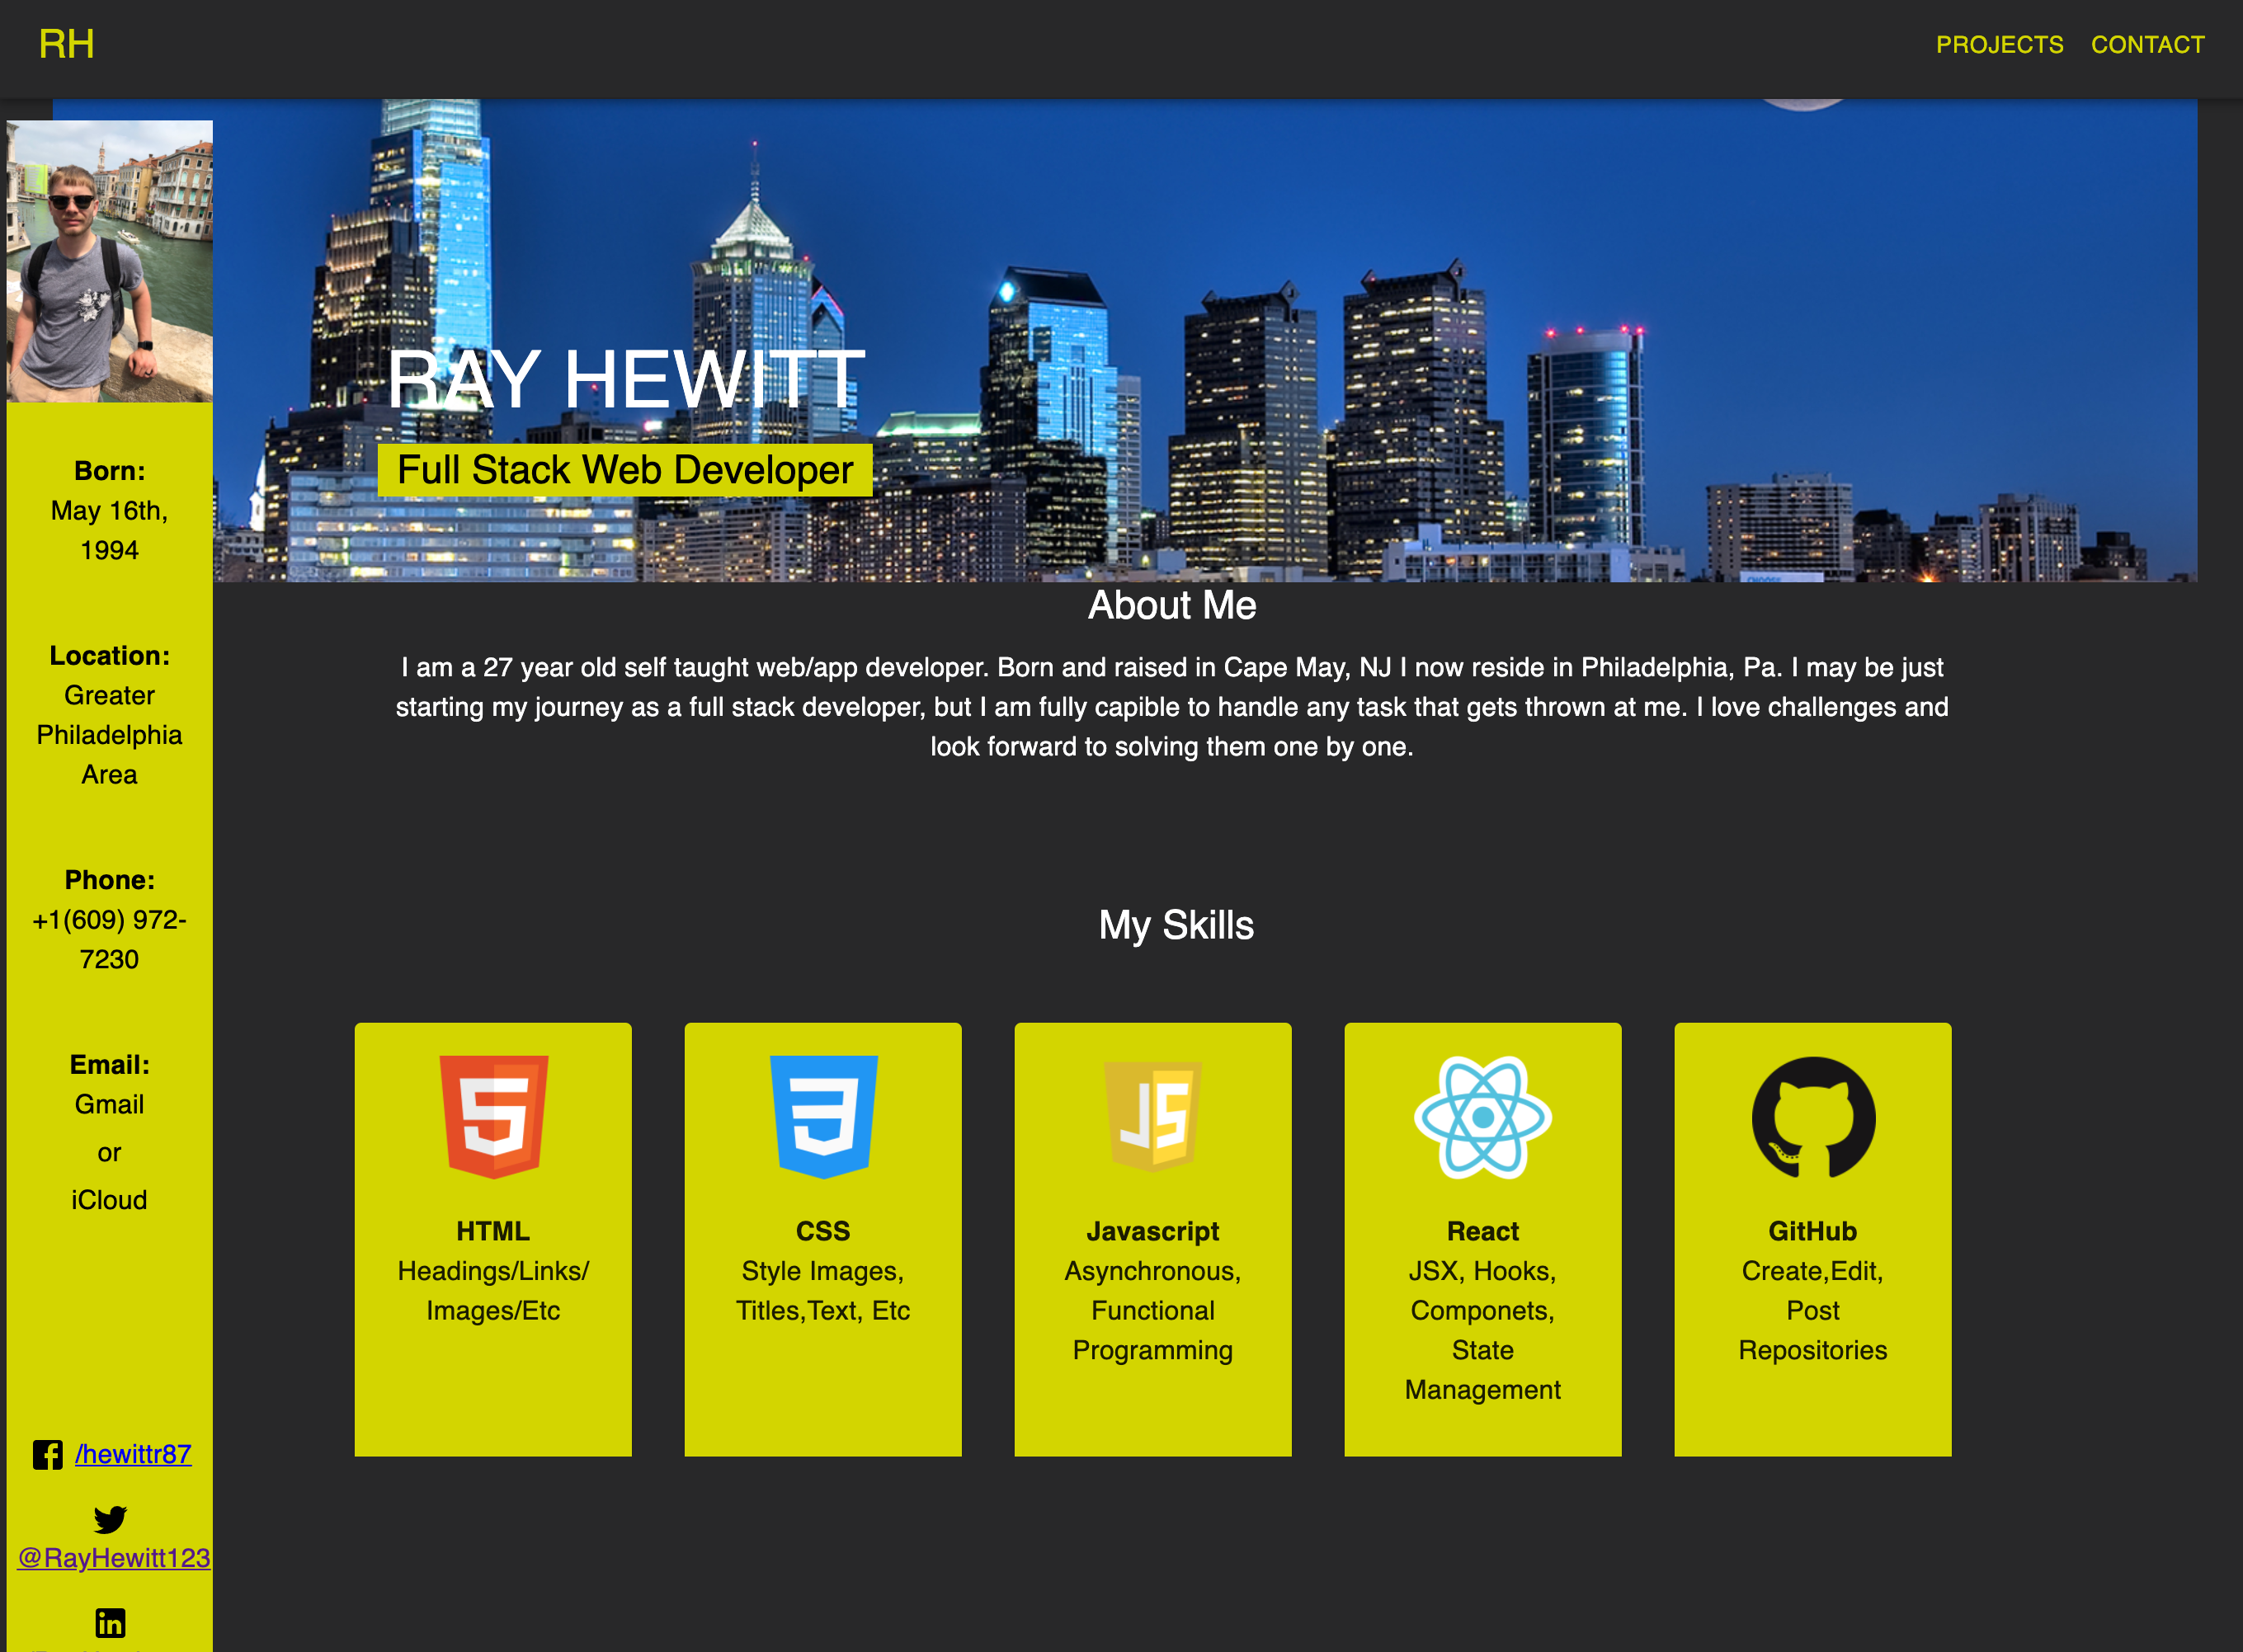 RH
PROJECTS CONTACT
RAY HEWITT
Full Stack Web Developer
Born:
May 16th,
1994
Location:
Greater
Philadelphia
Area
Phone:
+1(609) 972-
7230
Email:
Gmail
or
iCloud
/hewittr87
@RayHewitt123
in
About Me
I am a 27 year old self taught web/app developer. Born and raised in Cape May, NJ I now reside in Philadelphia, Pa. I may be just
starting my journey as a full stack developer, but I am fully capible to handle any task that gets thrown at me. I love challenges and
look forward to solving them one by one.
My Skills
HTML
Headings/Links/
Images/Etc
CSS
Style Images,
Titles,Text, Etc
JS
Javascript
Asynchronous,
Functional
Programming
React
JSX, Hooks,
Componets,
State
Management
GitHub
Create,Edit,
Post
Repositories